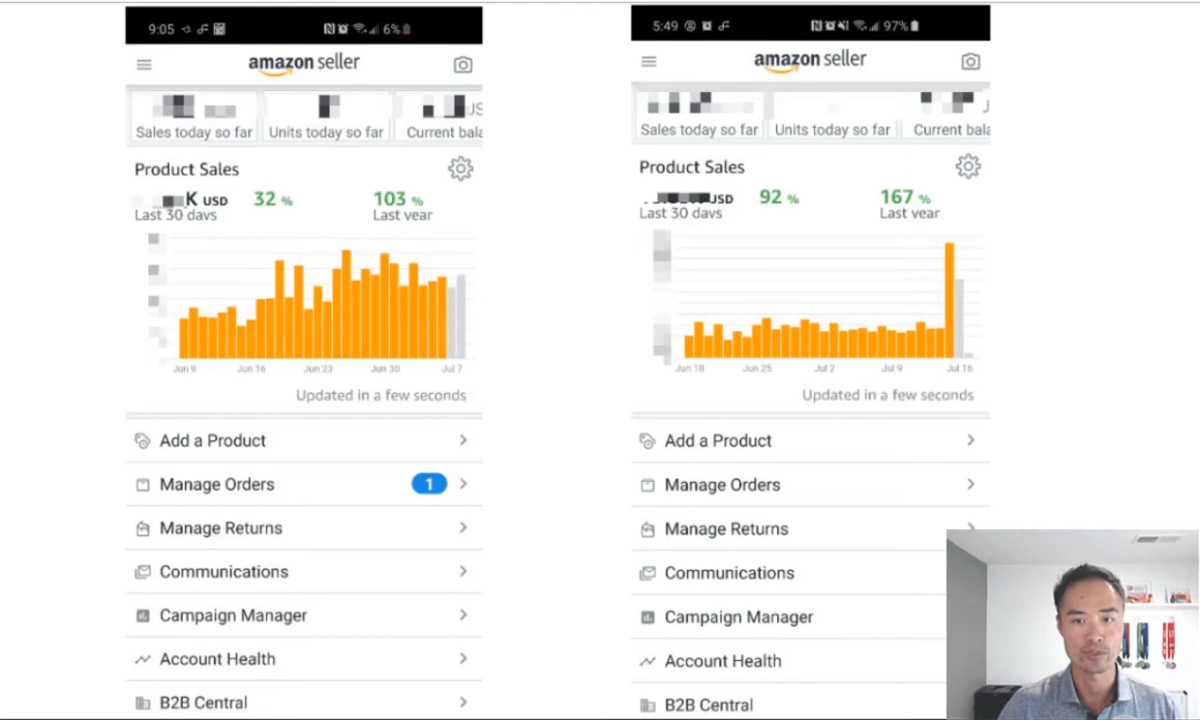 9:05
6%
amazon seller
Sales today so far
Units today so far
Current bala
Product Sales
K USD
32 %
103 %
Last 30 days
Last year
Jun 9
Jun 16
Jun 23
Jun 30
Jul 7
Updated in a few seconds
Add a Product
Manage Orders
1
Manage Returns
Communications
Campaign Manager
Account Health
B2B Central
5:49
97%
amazon seller
Sales today so far
Units today so far
Current bala
Product Sales
USD
92 %
167 %
Last 30 days
Last year
Jun 18
Jun 25
Jul 2
Jul 9
Jul 16
Updated in a few seconds
Add a Product
Manage Orders
Manage Returns
Communications
Campaign Manager
Account Health
B2B Central